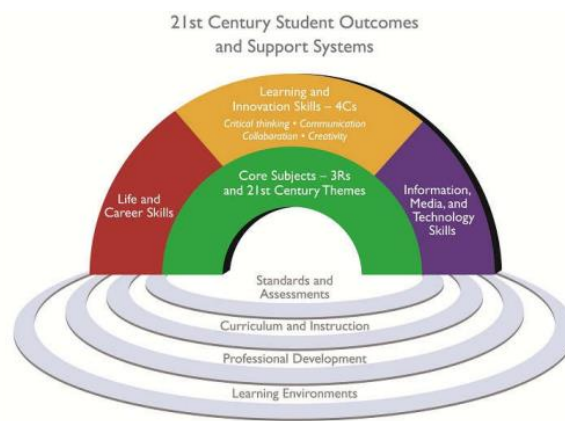 21st Century Student Outcomes
and Support Systems
Learning and
Innovation Skills – 4Cs
Critical thinking • Communication
Collaboration • Creativity
Core Subjects – 3Rs
and 21st Century Themes
Life and
Career Skills
Information,
Media, and
Technology
Skills
Standards and
Assessments
Curriculum and Instruction
Professional Development
Learning Environments